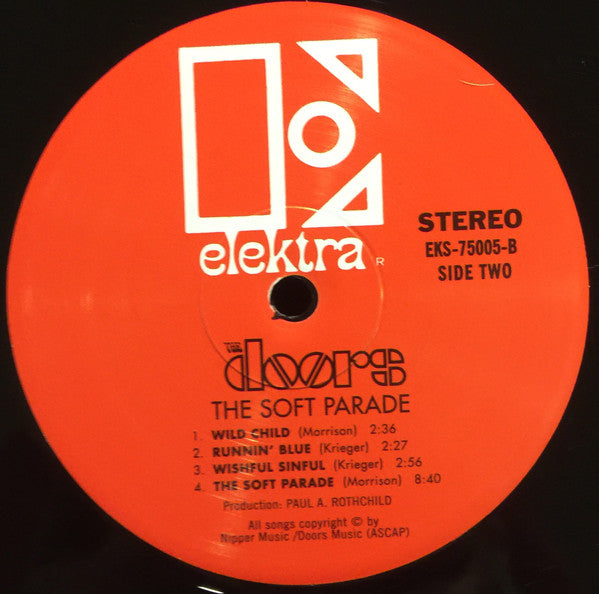 elektra R
STEREO
EKS-75005-B
SIDE TWO
THE doors
THE SOFT PARADE
1. WILD CHILD (Morrison) 2:36
2. RUNNIN' BLUE (Krieger) 2:27
3. WISHFUL SINFUL (Krieger) 2:56
4. THE SOFT PARADE (Morrison) 8:40
Production: PAUL A. ROTHCHILD
All songs copyright © by
Nipper Music /Doors Music (ASCAP)